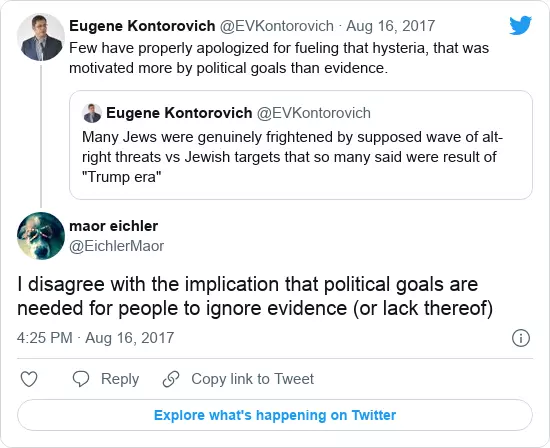 Eugene Kontorovich @EVKontorovich · Aug 16, 2017
Few have properly apologized for fueling that hysteria, that was
motivated more by political goals than evidence.
Eugene Kontorovich @EVKontorovich
Many Jews were genuinely frightened by supposed wave of alt-
right threats vs Jewish targets that so many said were result of
"Trump era"
maor eichler
@EichlerMaor
I disagree with the implication that political goals are
needed for people to ignore evidence (or lack thereof)
4:25 PM · Aug 16, 2017
Reply Copy link to Tweet
Explore what's happening on Twitter